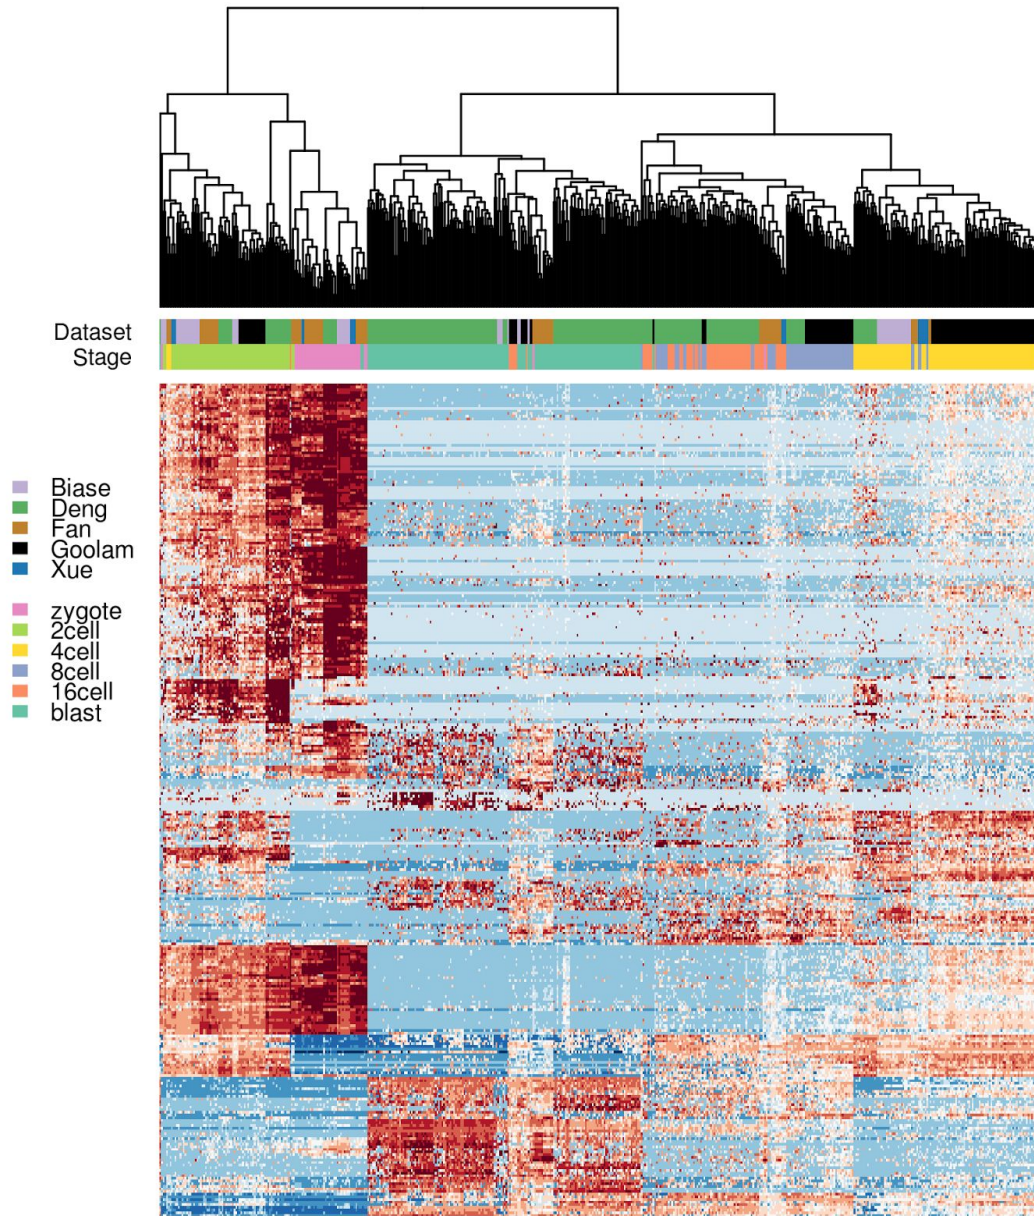 Dataset
Stage
Biase
Deng
Fan
Goolam
Xue
zygote
2cell
4cell
8cell
16cell
blast